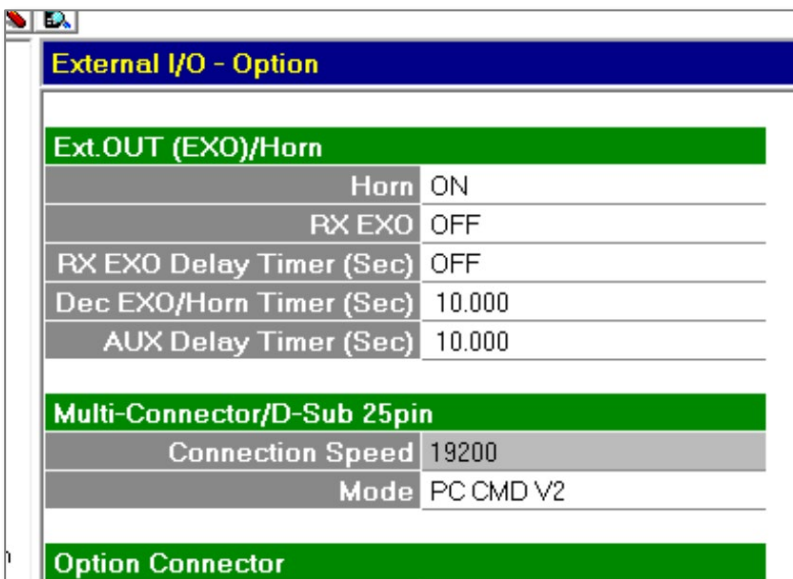 External I/O - Option
Ext.OUT (EXO)/Horn
Horn ON
RX EXO OFF
RX EXO Delay Timer (Sec) OFF
Dec EXO/Horn Timer (Sec) 10.000
AUX Delay Timer (Sec) 10.000
Multi-Connector/D-Sub 25pin
Connection Speed 19200
Mode PC CMD V2
Option Connector